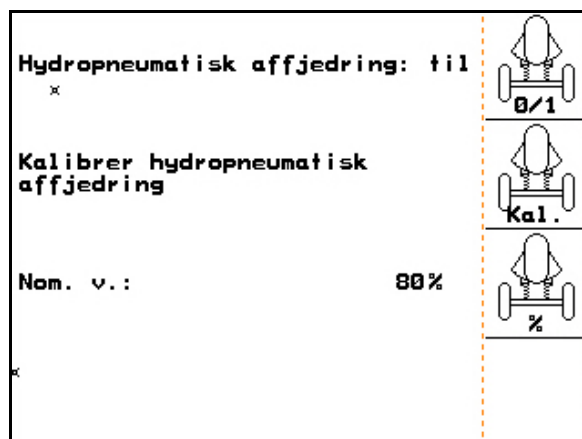 Hydropneumatisk affjedring: til
¤
0/1
Kalibrer hydropneumatisk
affjedring
Kal.
Nom. v.: 80%
%
¤